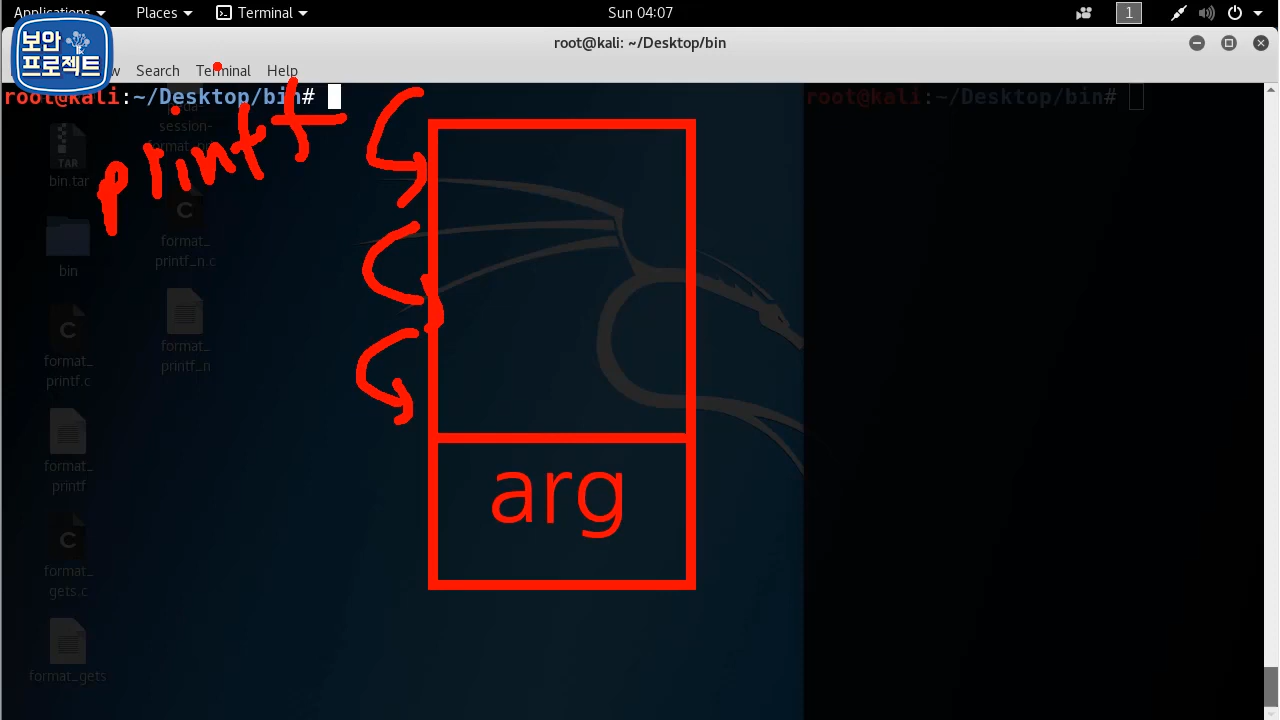 Applications Places Terminal Sun 04:07 1
보안
프로젝트
root@kali: ~/Desktop/bin
Search Terminal Help
root@kali:~/Desktop/bin# root@kali:~/Desktop/bin#
printf
session-
bin.tar
TAR
bin
format_
printf_n.c
format_
printf.c
format_
printf_n
format_
printf
format_
gets.c
format_gets
arg